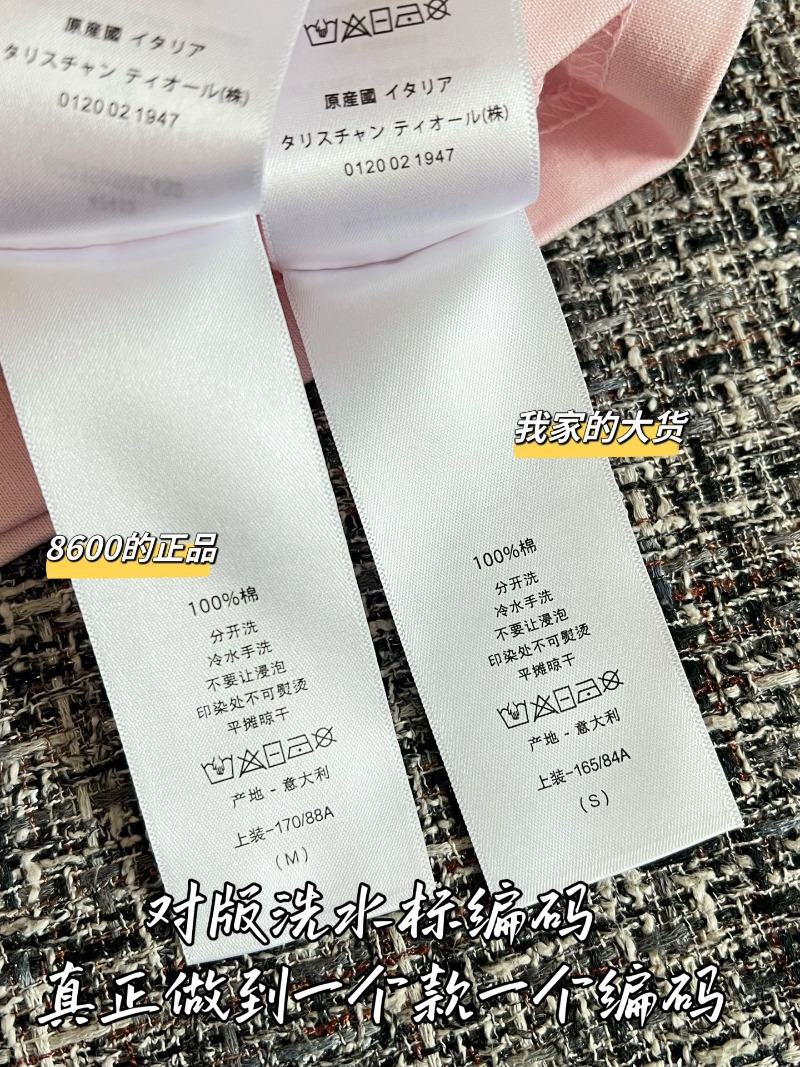 原産國 イタリア
タリスチャン ティオール(株)
0120 02 1947
原産國 イタリア
タリスチャン ティオール(株)
0120 02 1947
我家的大货
8600的正品
100%棉
分开洗
冷水手洗
不要让浸泡
印染处不可熨烫
平摊晾干
产地 - 意大利
上装-170/88A
(M)
100%棉
分开洗
冷水手洗
不要让浸泡
印染处不可熨烫
平摊晾干
产地 - 意大利
上装-165/84A
(S)
对版洗水标编码
真正做到一个款一个编码